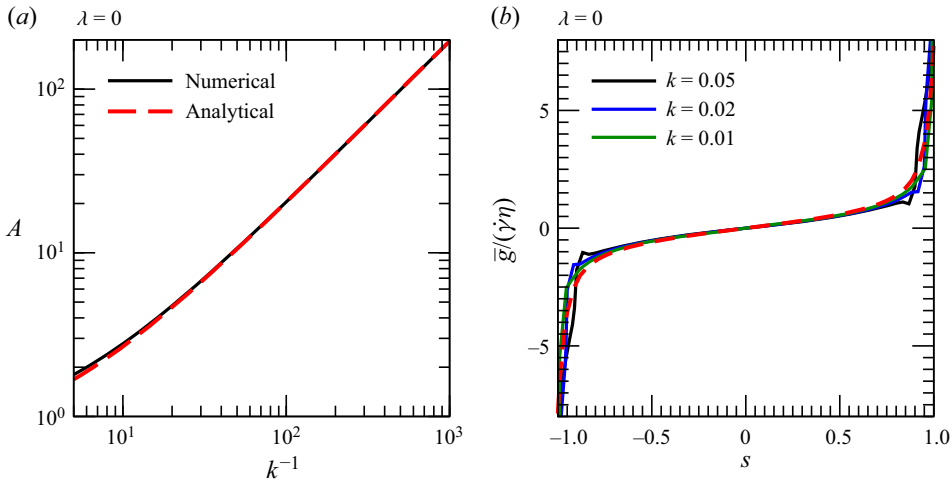 (a)
λ = 0
10²
10¹
10⁰
A
Numerical
Analytical
10¹
10²
10³
k⁻¹
(b)
λ = 0
5
0
−5
g̅/(γ̇η)
k = 0.05
k = 0.02
k = 0.01
−1.0
−0.5
0
0.5
1.0
s